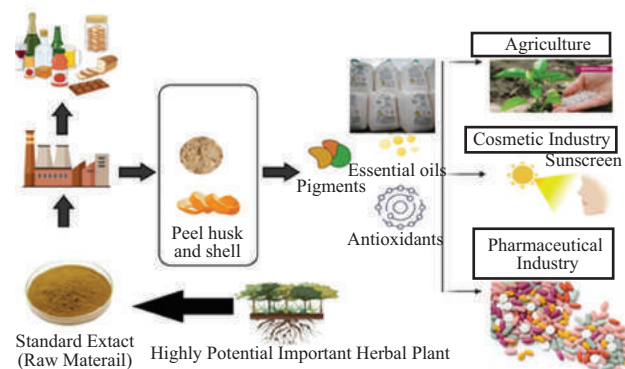 Agriculture
Cosmetic Industry
Sunscreen
Pigments
Essential oils
Antioxidants
Peel husk
and shell
Pharmaceutical
Industry
Standard Extact
(Raw Materail)
Highly Potential Important Herbal Plant